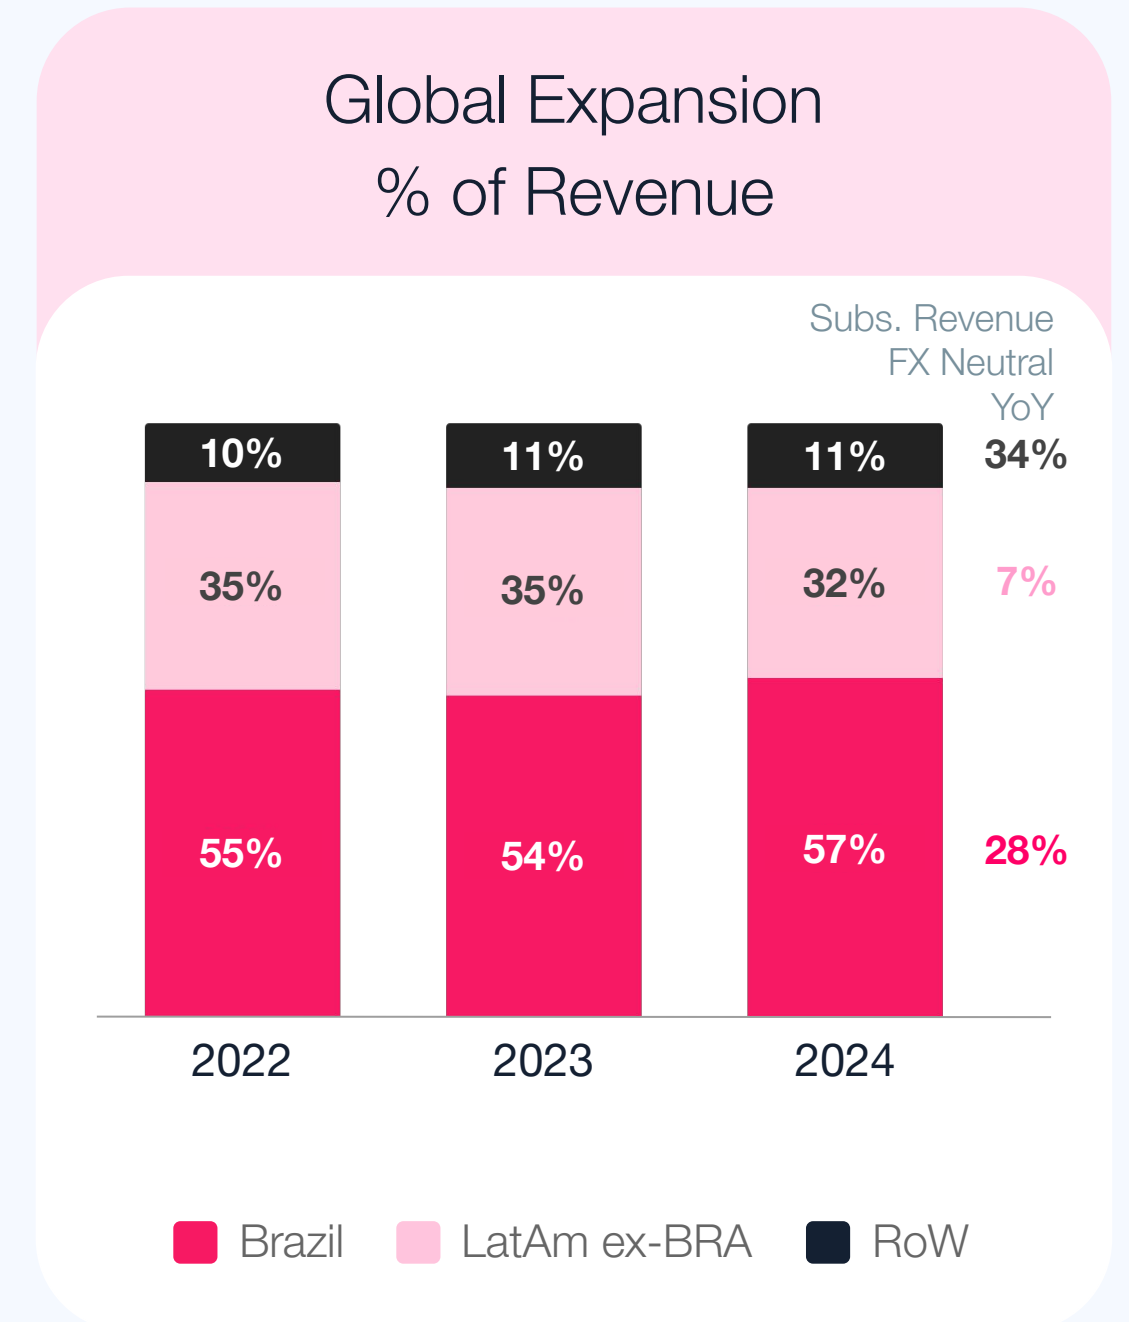 Global Expansion
% of Revenue
Subs. Revenue
FX Neutral
YoY
10%
11%
11%
34%
35%
35%
32%
7%
55%
54%
57%
28%
2022
2023
2024
Brazil
LatAm ex-BRA
RoW